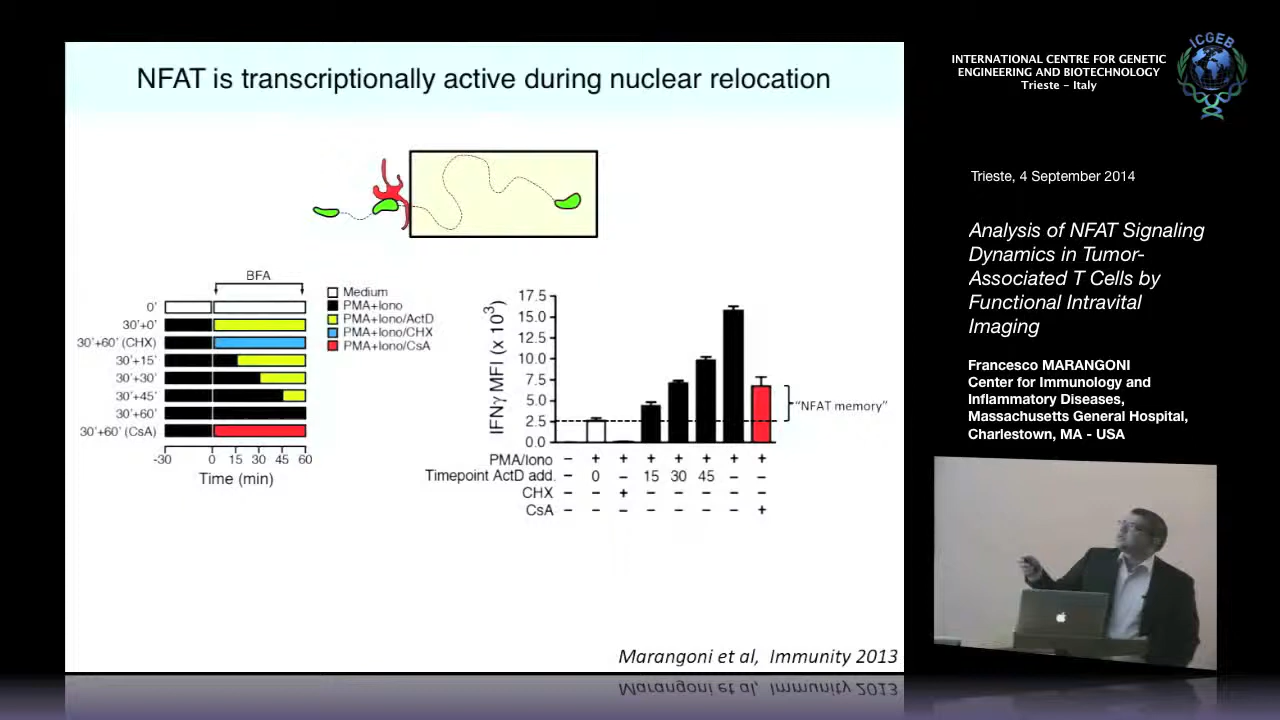 NFAT is transcriptionally active during nuclear relocation
BFA
0'
30'+0'
30'+60' (CHX)
30'+15'
30'+30'
30'+45'
30'+60'
30'+60' (CsA)
-30 0 15 30 45 60
Time (min)
Medium
PMA+Iono
PMA+Iono/ActD
PMA+Iono/CHX
PMA+Iono/CsA
IFNγ MFI (x 10³)
17.5
15.0
12.5
10.0
7.5
5.0
2.5
0.0
"NFAT memory"
PMA/Iono – + + + + + + +
Timepoint ActD add. – 0 – 15 30 45 – –
CHX – – + – – – – –
CsA – – – – – – – +
Marangoni et al, Immunity 2013
ICGEB
INTERNATIONAL CENTRE FOR GENETIC
ENGINEERING AND BIOTECHNOLOGY
Trieste – Italy
Trieste, 4 September 2014
Analysis of NFAT Signaling
Dynamics in Tumor-
Associated T Cells by
Functional Intravital
Imaging
Francesco MARANGONI
Center for Immunology and
Inflammatory Diseases,
Massachusetts General Hospital,
Charlestown, MA - USA